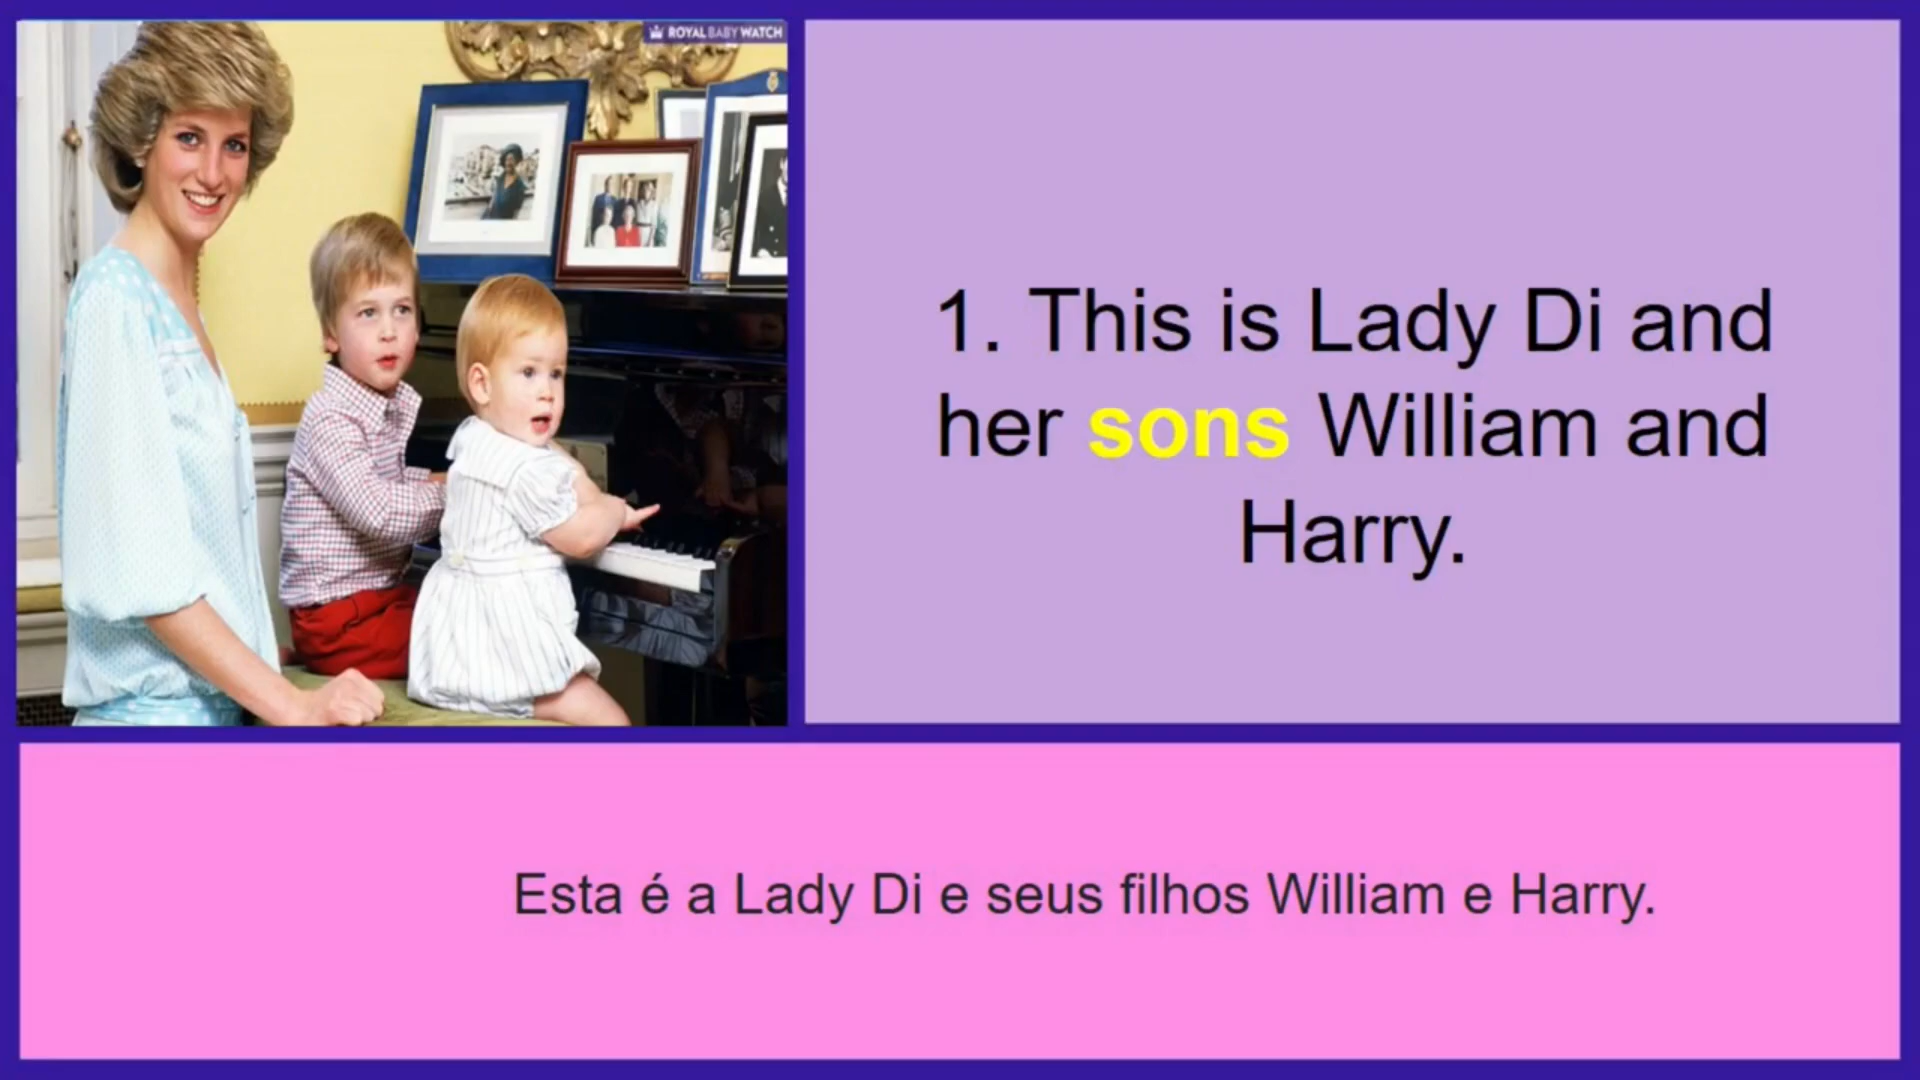 ROYAL BABY WATCH
1. This is Lady Di and
her sons William and
Harry.
Esta é a Lady Di e seus filhos William e Harry.